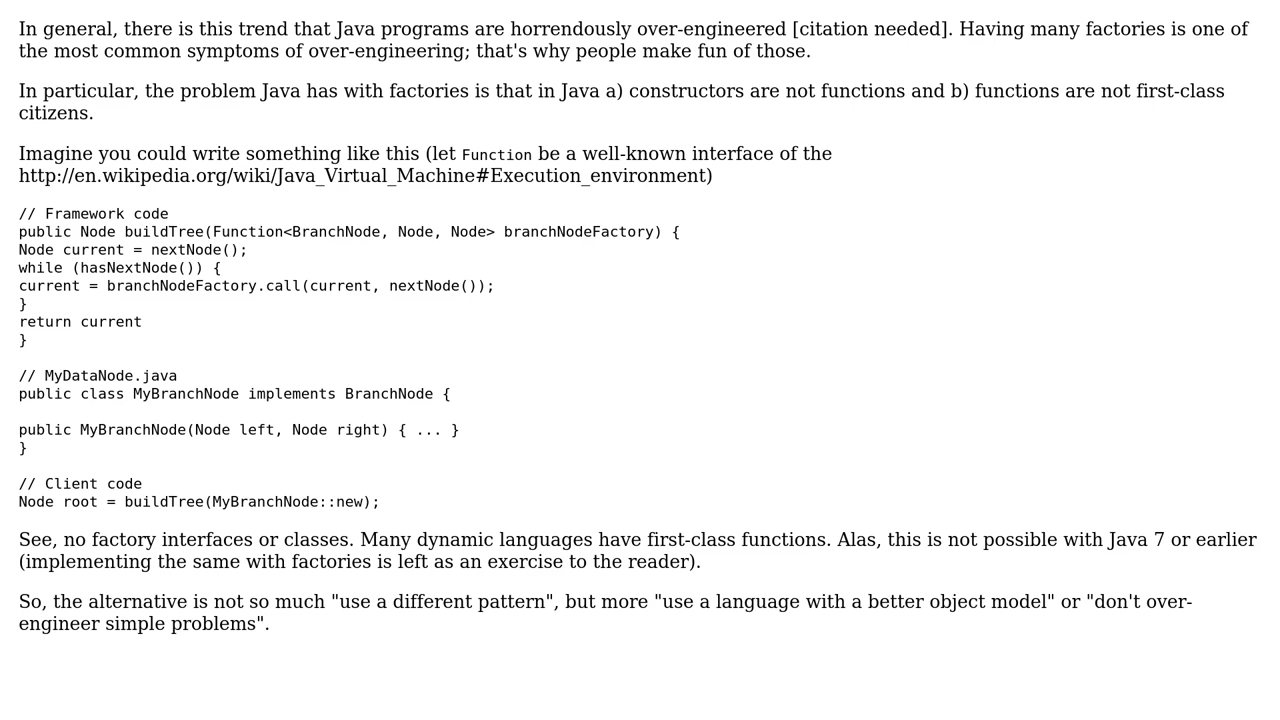 In general, there is this trend that Java programs are horrendously over-engineered [citation needed]. Having many factories is one of
the most common symptoms of over-engineering; that's why people make fun of those.
In particular, the problem Java has with factories is that in Java a) constructors are not functions and b) functions are not first-class
citizens.
Imagine you could write something like this (let Function be a well-known interface of the
http://en.wikipedia.org/wiki/Java_Virtual_Machine#Execution_environment)
// Framework code
public Node buildTree(Function<BranchNode, Node, Node> branchNodeFactory) {
Node current = nextNode();
while (hasNextNode()) {
current = branchNodeFactory.call(current, nextNode());
}
return current
}
// MyDataNode.java
public class MyBranchNode implements BranchNode {
public MyBranchNode(Node left, Node right) { ... }
}
// Client code
Node root = buildTree(MyBranchNode::new);
See, no factory interfaces or classes. Many dynamic languages have first-class functions. Alas, this is not possible with Java 7 or earlier
(implementing the same with factories is left as an exercise to the reader).
So, the alternative is not so much "use a different pattern", but more "use a language with a better object model" or "don't over-
engineer simple problems".